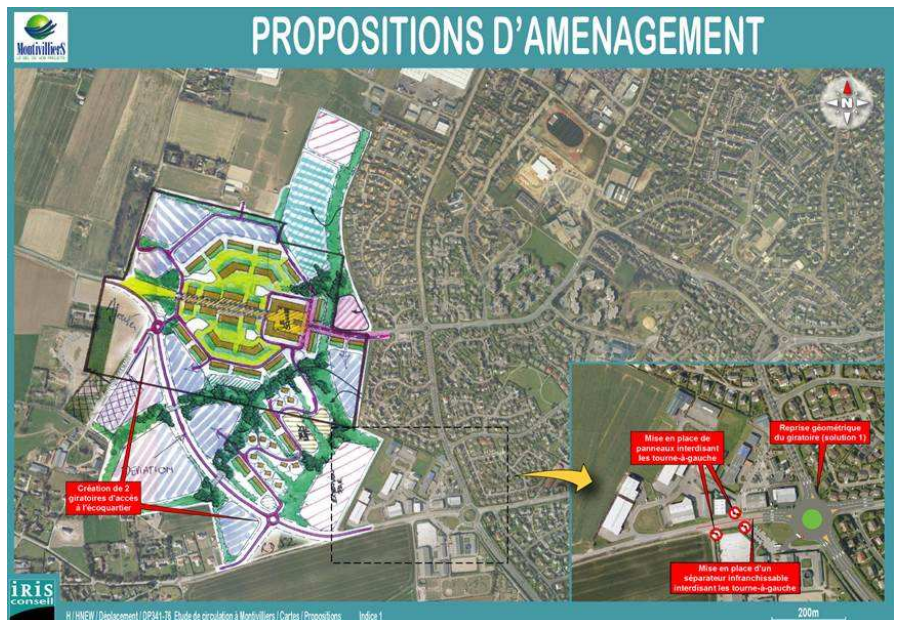 MontivillierS
PROPOSITIONS D'AMENAGEMENT
N
DEVIATION
Création de 2
giratoires d'accès
à l'écoquartier
Mise en place de
panneaux interdisant
les tourne-à-gauche
Reprise géométrique
du giratoire (solution 1)
Mise en place d'un
séparateur infranchissable
interdisant les tourne-à-gauche
iRiS
conseil
H / HNEW / Déplacement / DP341-76_Etude de circulation à Montivilliers / Cartes / Propositions Indice 1
200m